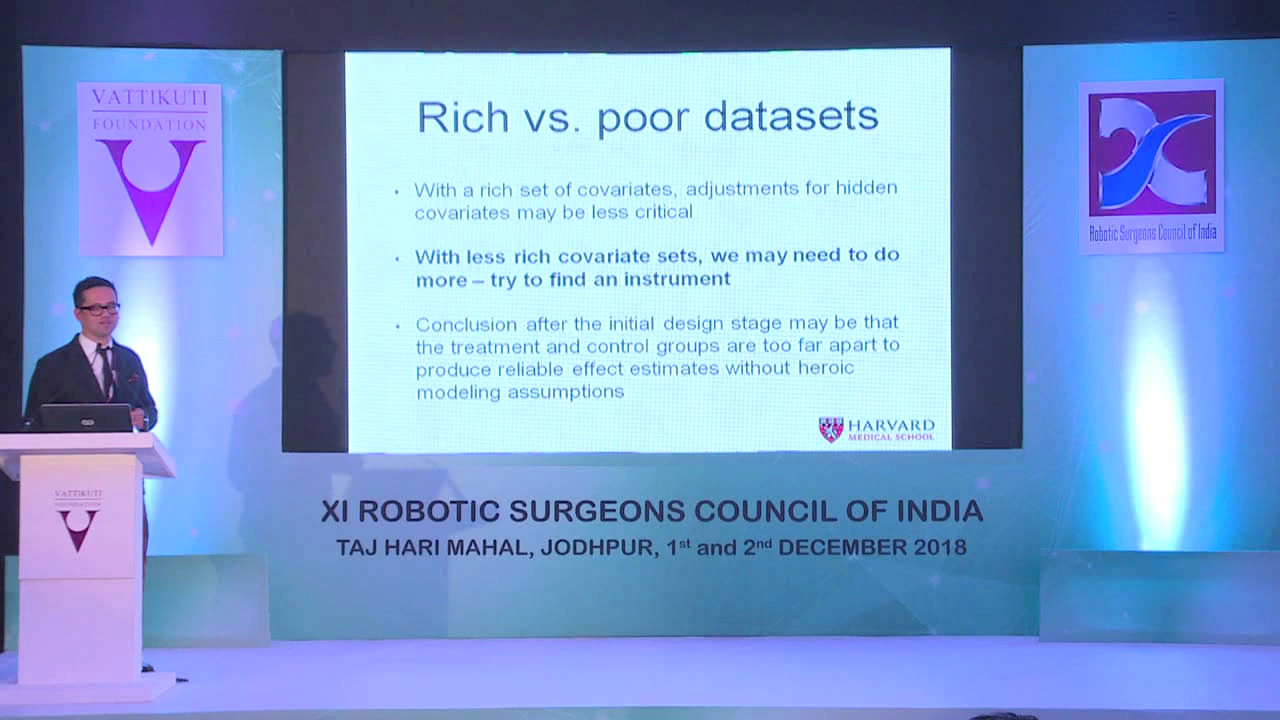 VATTIKUTI
FOUNDATION
Rich vs. poor datasets
• With a rich set of covariates, adjustments for hidden
covariates may be less critical
• With less rich covariate sets, we may need to do
more – try to find an instrument
• Conclusion after the initial design stage may be that
the treatment and control groups are too far apart to
produce reliable effect estimates without heroic
modeling assumptions
HARVARD
MEDICAL SCHOOL
Robotic Surgeons Council of India
VATTIKUTI
FOUNDATION
XI ROBOTIC SURGEONS COUNCIL OF INDIA
TAJ HARI MAHAL, JODHPUR, 1st and 2nd DECEMBER 2018